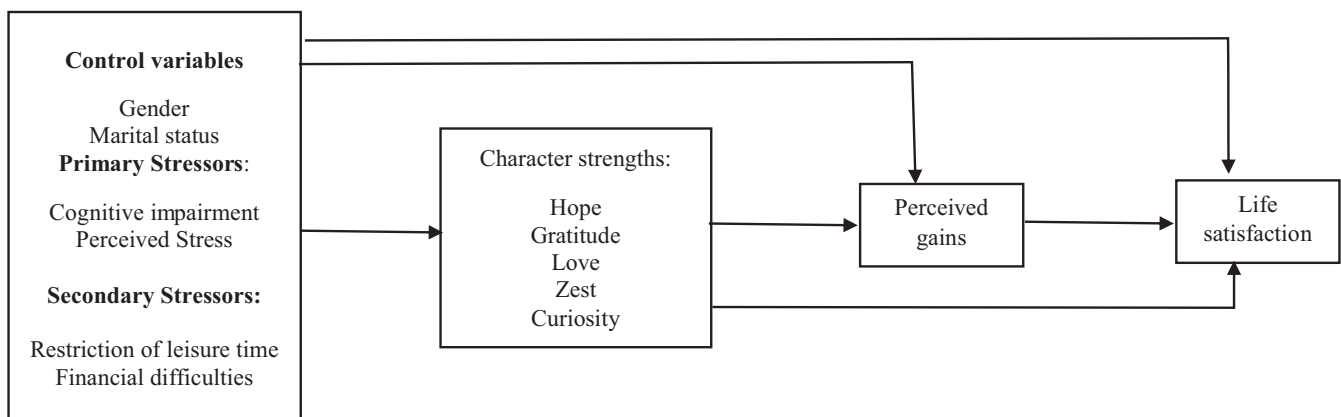 Control variables
Gender
Marital status
Primary Stressors:
Cognitive impairment
Perceived Stress
Secondary Stressors:
Restriction of leisure time
Financial difficulties
Character strengths:
Hope
Gratitude
Love
Zest
Curiosity
Perceived
gains
Life
satisfaction